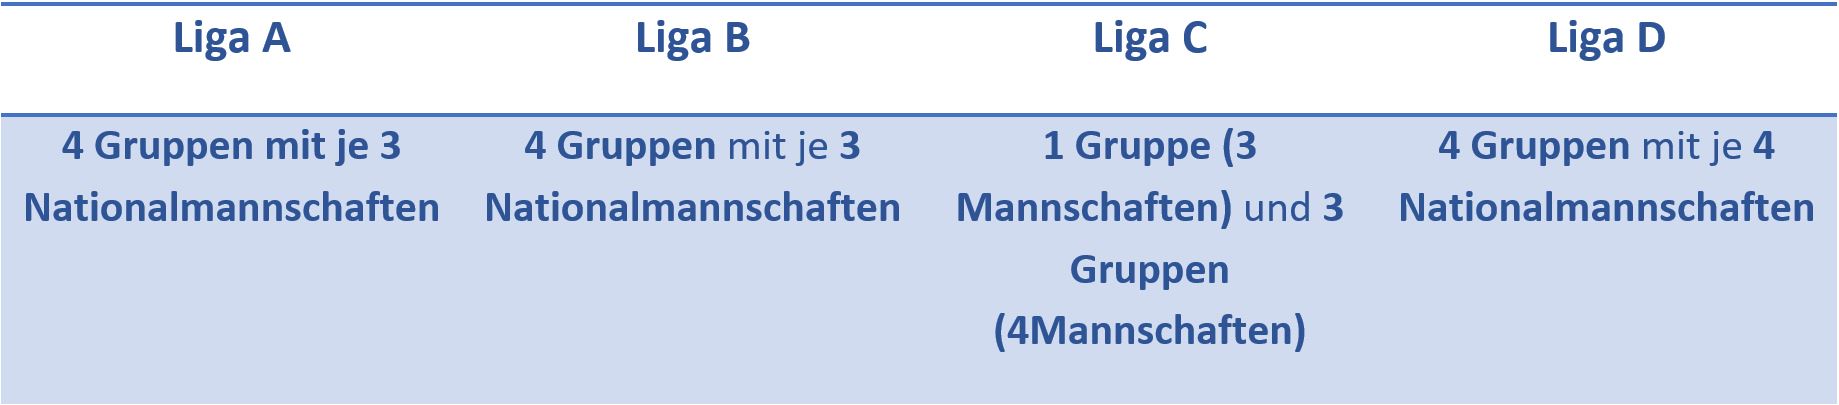 Liga A
Liga B
Liga C
Liga D
4 Gruppen mit je 3
Nationalmannschaften
4 Gruppen mit je 3
Nationalmannschaften
1 Gruppe (3
Mannschaften) und 3
Gruppen
(4Mannschaften)
4 Gruppen mit je 4
Nationalmannschaften